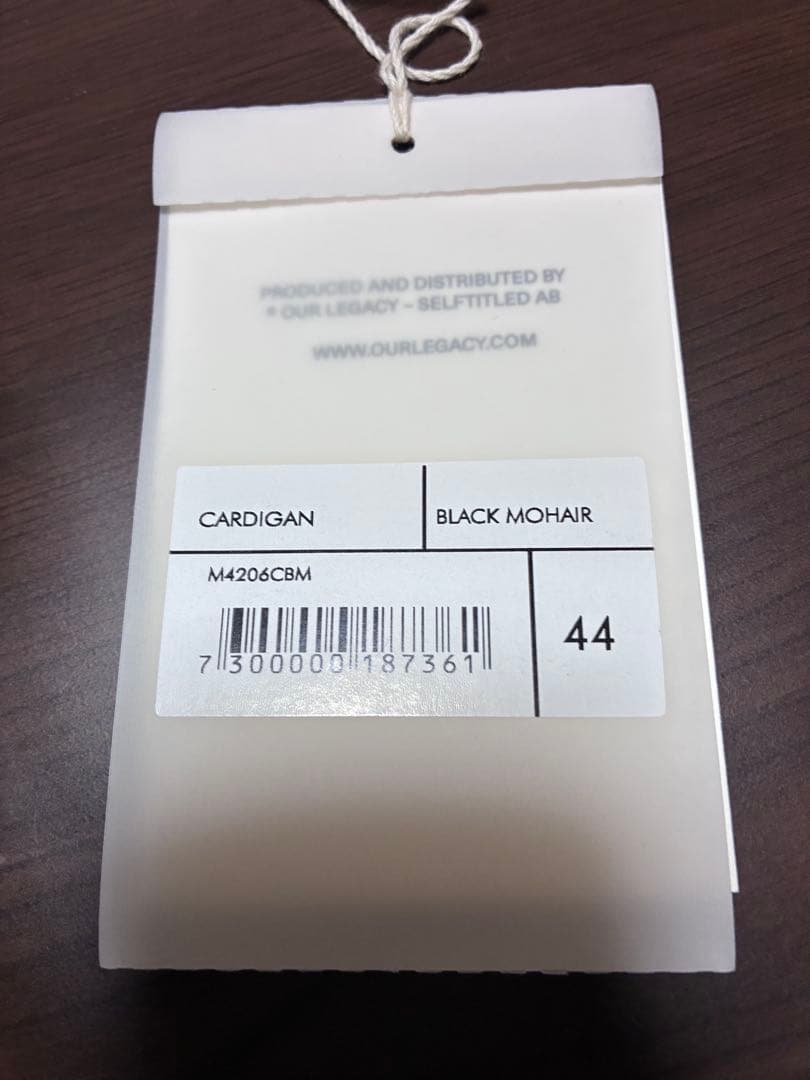 PRODUCED AND DISTRIBUTED BY
* OUR LEGACY – SELFTITLED AB
WWW.OURLEGACY.COM
CARDIGAN
BLACK MOHAIR
M4206CBM
44
7 300000 187361